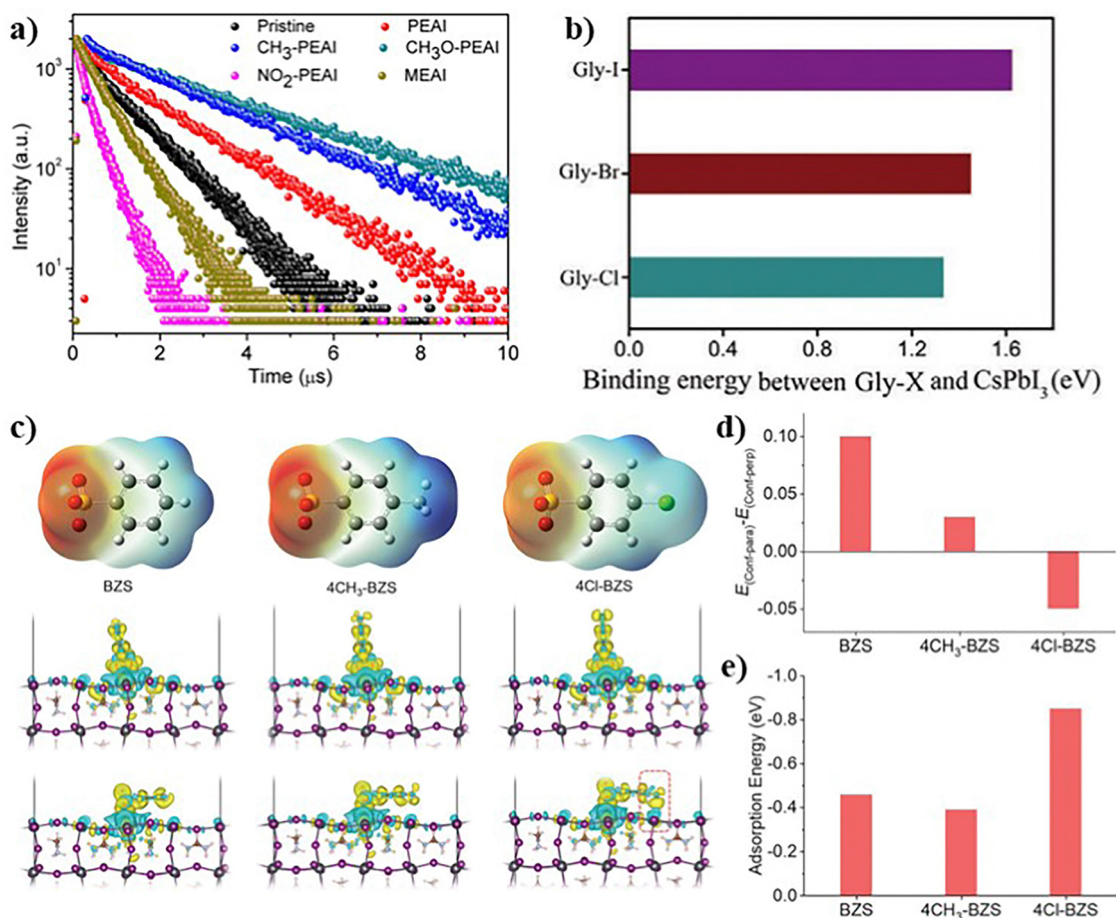 a)
Pristine PEAI
CH₃-PEAI CH₃O-PEAI
NO₂-PEAI MEAI
10³
10²
10¹
Intensity (a.u.)
0 2 4 6 8 10
Time (μs)
b)
Gly-I
Gly-Br
Gly-Cl
0.0 0.4 0.8 1.2 1.6
Binding energy between Gly-X and CsPbI₃(eV)
c)
BZS 4CH₃-BZS 4Cl-BZS
d)
0.10
0.05
0.00
-0.05
E(Conf-para)-E(Conf-perp)
BZS 4CH₃-BZS 4Cl-BZS
e)
-1.0
-0.8
-0.6
-0.4
-0.2
0.0
Adsorption Energy (eV)
BZS 4CH₃-BZS 4Cl-BZS